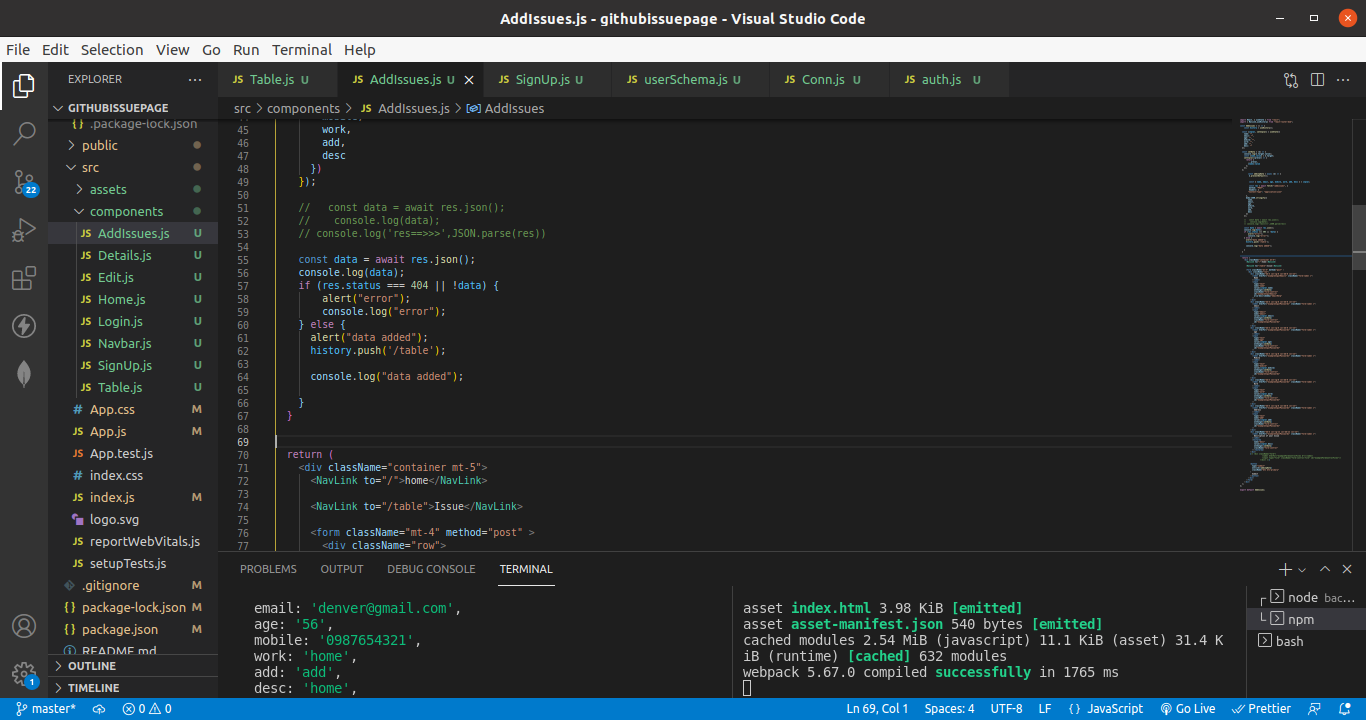 AddIssues.js - githubissuepage - Visual Studio Code
File Edit Selection View Go Run Terminal Help
EXPLORER
GITHUBISSUEPAGE
{} .package-lock.json
public
src
assets
components
JS AddIssues.js U
JS Details.js U
JS Edit.js U
JS Home.js U
JS Login.js U
JS Navbar.js U
JS SignUp.js U
JS Table.js U
# App.css M
JS App.js M
JS App.test.js
# index.css
JS index.js M
logo.svg
JS reportWebVitals.js
JS setupTests.js
.gitignore M
{} package-lock.json M
{} package.json M
README.md
OUTLINE
TIMELINE
22
1
JS Table.js U JS AddIssues.js U JS SignUp.js U JS userSchema.js U JS Conn.js U JS auth.js U
src > components > JS AddIssues.js > AddIssues
45 work,
46 add,
47 desc
48 })
49 });
50
51 //   const data = await res.json();
52 //    console.log(data);
53 // console.log('res==>>>',JSON.parse(res))
54
55 const data = await res.json();
56 console.log(data);
57 if (res.status === 404 || !data) {
58 alert("error");
59 console.log("error");
60 } else {
61 alert("data added");
62 history.push('/table');
63
64 console.log("data added");
65
66 }
67 }
68
69
70 return (
71 <div className="container mt-5">
72 <NavLink to="/">home</NavLink>
73
74 <NavLink to="/table">Issue</NavLink>
75
76 <form className="mt-4" method="post" >
77 <div className="row">
PROBLEMS OUTPUT DEBUG CONSOLE TERMINAL
email: 'denver@gmail.com',
age: '56',
mobile: '0987654321',
work: 'home',
add: 'add',
desc: 'home',
asset index.html 3.98 KiB [emitted]
asset asset-manifest.json 540 bytes [emitted]
cached modules 2.54 MiB (javascript) 11.1 KiB (asset) 31.4 K
iB (runtime) [cached] 632 modules
webpack 5.67.0 compiled successfully in 1765 ms
node bac...
npm
bash
master* 0 0 Ln 69, Col 1 Spaces: 4 UTF-8 LF {} JavaScript Go Live Prettier